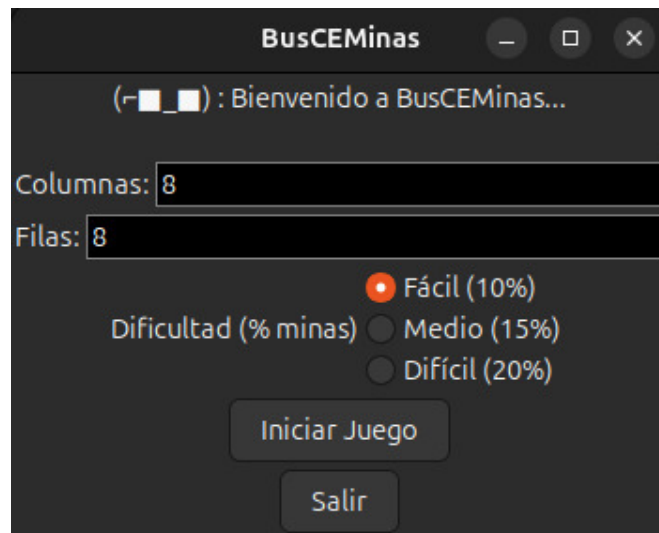 BusCEMinas
(⌐■_■) : Bienvenido a BusCEMinas...
Columnas: 8
Filas: 8
Fácil (10%)
Dificultad (% minas) Medio (15%)
Difícil (20%)
Iniciar Juego
Salir